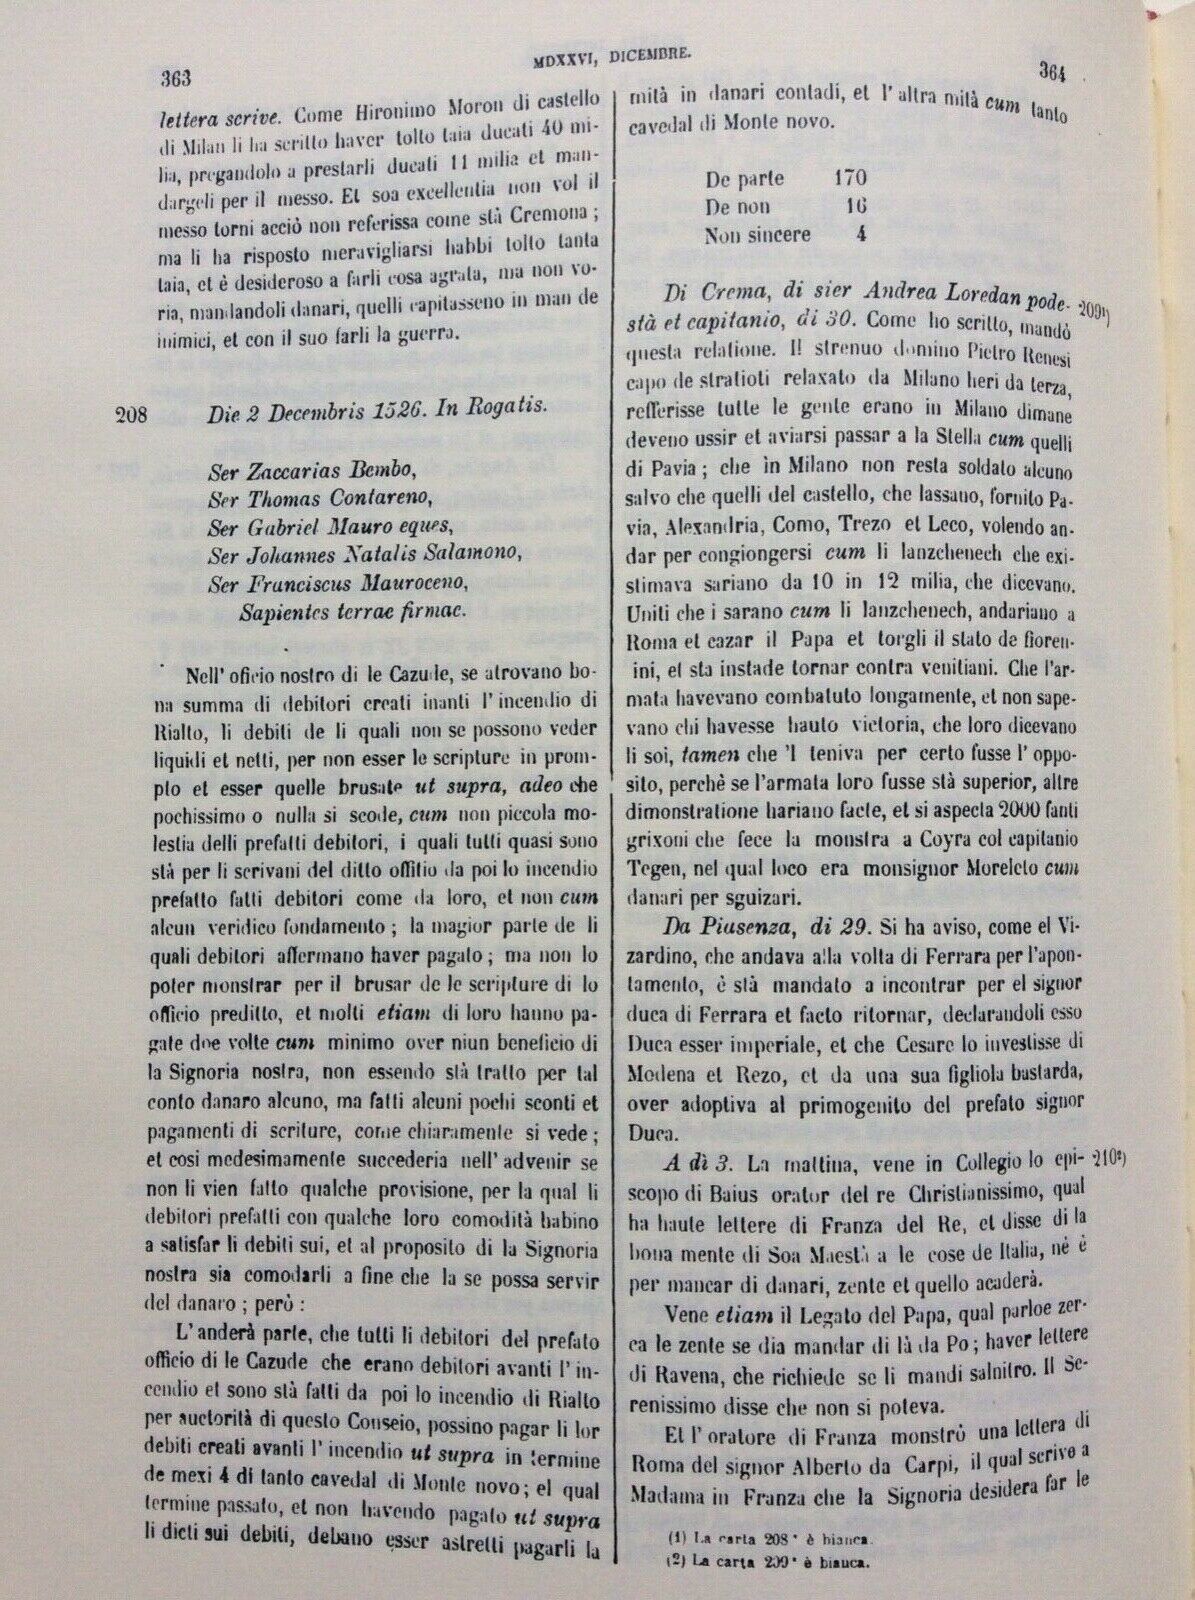 363
MDXXVI, DICEMBRE.
364
lettera scrive. Come Hironimo Moron di castello
di Milan li ha scritto haver tolto taia ducati 40 mi-
lia, pregandolo a prestarli ducati 11 milia et man-
dargeli per il messo. Et soa excellentia non vol il
messo torni acciò non referissa come stà Cremona;
ma li ha risposto meravigliarsi habbi tolto tanta
taia, et è desideroso a farli cosa agrata, ma non vo-
ria, mandandoli danari, quelli capitasseno in man de
inimici, et con il suo farli la guerra.
208
Die 2 Decembris 1526. In Rogatis.
Ser Zaccarias Bembo,
Ser Thomas Contareno,
Ser Gabriel Mauro eques,
Ser Johannes Natalis Salamono,
Ser Franciscus Mauroceno,
Sapientes terrae firmae.
Nell' oficio nostro di le Cazude, se atrovano bo-
na summa di debitori creati inanti l' incendio di
Rialto, li debiti de li quali non se possono veder
liquidi et netti, per non esser le scripture in prom-
pto et esser quelle brusate ut supra, adeo che
pochissimo o nulla si scode, cum non piccola mo-
lestia delli prefatti debitori, i quali tutti quasi sono
stà per li scrivani del ditto offitio da poi lo incendio
prefatto fatti debitori come da loro, et non cum
alcun veridico fundamento; la magior parte de li
quali debitori affermano haver pagato; ma non lo
poter monstrar per il brusar de le scripture di lo
officio preditto, et molti etiam di loro hanno pa-
gate doe volte cum minimo over niun beneficio di
la Signoria nostra, non essendo stà tratto per tal
conto danaro alcuno, ma fatti alcuni pochi sconti et
pagamenti di scriture, come chiaramente si vede;
et cosi medesimamente succederia nell' advenir se
non li vien fatto qualche provisione, per la qual li
debitori prefatti con qualche loro comodità habino
a satisfar li debiti sui, et al proposito di la Signoria
nostra sia comodarli a fine che la se possa servir
del danaro; però:
L' anderà parte, che tutti li debitori del prefato
officio di le Cazude che erano debitori avanti l' in-
cendio et sono stà fatti da poi lo incendio di Rialto
per auctorità di questo Conseio, possino pagar li lor
debiti creati avanti l' incendio ut supra in termine
de mexi 4 di tanto cavedal di Monte novo; el qual
termine passato, et non havendo pagato ut supra
li dicti sui debiti, debano esser astretti pagarli la
mità in danari contadi, et l' altra mità cum tanto
cavedal di Monte novo.
De parte 170
De non 16
Non sincere 4
Di Crema, di sier Andrea Loredan pode- 209¹)
stà et capitanio, di 30. Come ho scritto, mandò
questa relatione. Il strenuo domino Pietro Renesi
capo de stratioti relaxato da Milano heri da terza,
refferisse tutte le gente erano in Milano dimane
deveno ussir et aviarsi passar a la Stella cum quelli
di Pavia; che in Milano non resta soldato alcuno
salvo che quelli del castello, che lassano, fornito Pa-
via, Alexandria, Como, Trezo et Leco, volendo an-
dar per congiongersi cum li lanzchenech che exi-
stimava sariano da 10 in 12 milia, che dicevano.
Uniti che i sarano cum li lanzchenech, andariano a
Roma et cazar il Papa et torgli il stato de fioren-
ini, et sta instade tornar contra venitiani. Che l'ar-
mata havevano combatuto longamente, et non sape-
vano chi havesse hauto victoria, che loro dicevano
li soi, tamen che 'l teniva per certo fusse l' oppo-
sito, perchè se l'armata loro fusse stà superior, altre
dimonstratione hariano facte, et si aspecta 2000 fanti
grixoni che fece la monstra a Coyra col capitanio
Tegen, nel qual loco era monsignor Moreleto cum
danari per sguizari.
Da Piasenza, di 29. Si ha aviso, come el Vi-
zardino, che andava alla volta di Ferrara per l'apon-
tamento, è stà mandato a incontrar per el signor
duca di Ferrara et facto ritornar, declarandoli esso
Duca esser imperiale, et che Cesare lo investisse di
Modena et Rezo, et da una sua figliola bastarda,
over adoptiva al primogenito del prefato signor
Duca.
A dì 3. La mattina, vene in Collegio lo epi- 210²)
scopo di Baius orator del re Christianissimo, qual
ha haute lettere di Franza del Re, et disse di la
bona mente di Soa Maestà a le cose de Italia, nè è
per mancar di danari, zente et quello acaderà.
Vene etiam il Legato del Papa, qual parloe zer-
ca le zente se dia mandar di là da Po; haver lettere
di Ravena, che richiede se li mandi salnitro. Il Se-
renissimo disse che non si poteva.
Et l' oratore di Franza monstrò una lettera di
Roma del signor Alberto da Carpi, il qual scrive a
Madama in Franza che la Signoria desidera far le
(1) La carta 208 * è bianca.
(2) La carta 209 * è bianca.